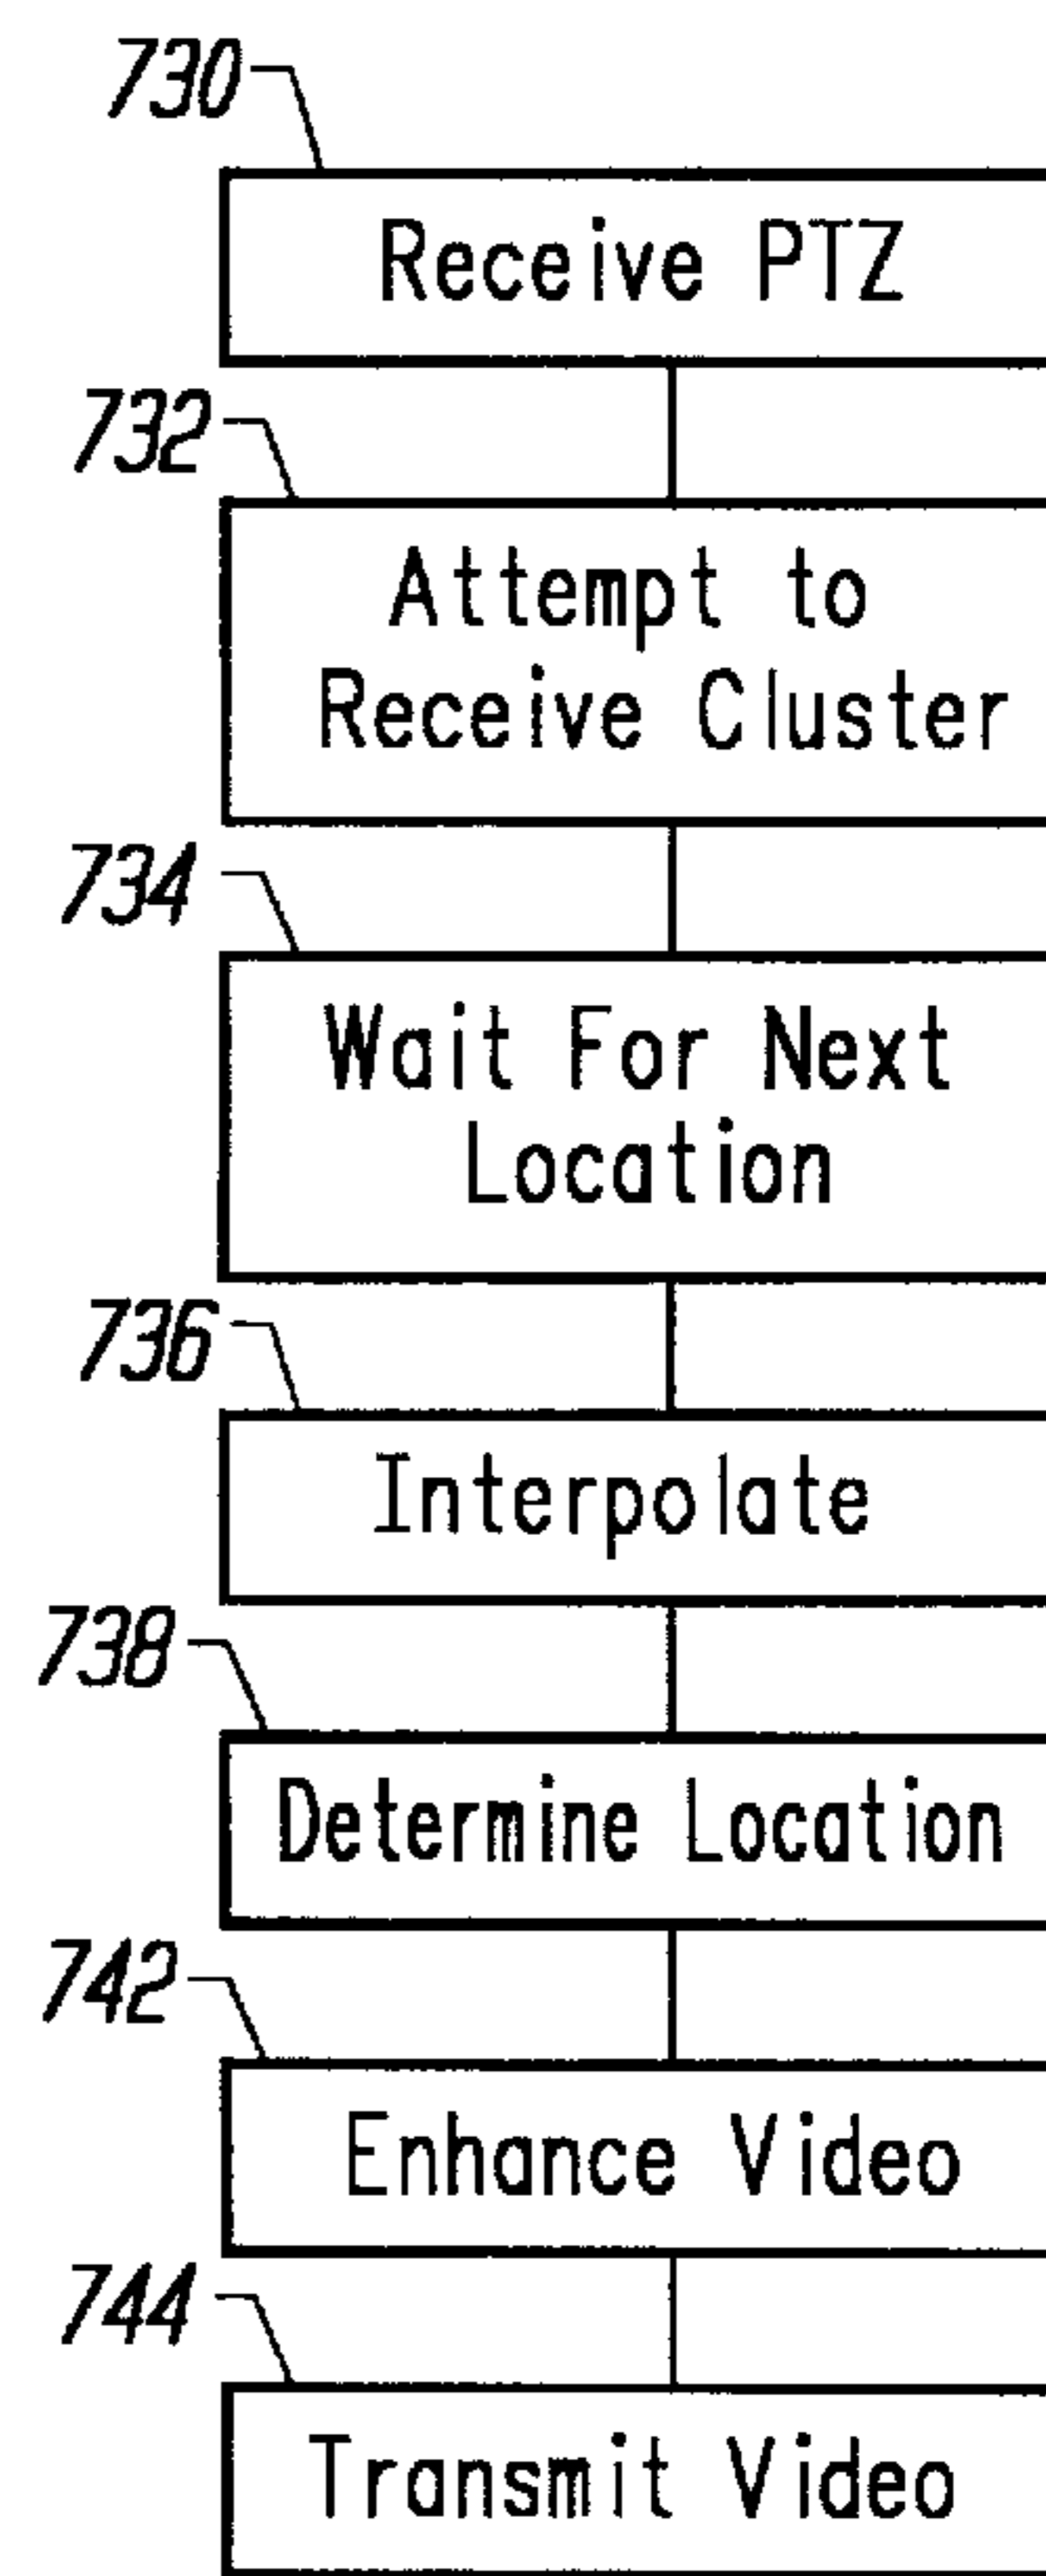 730
Receive PTZ
732
Attempt to
Receive Cluster
734
Wait For Next
Location
736
Interpolate
738
Determine Location
742
Enhance Video
744
Transmit Video